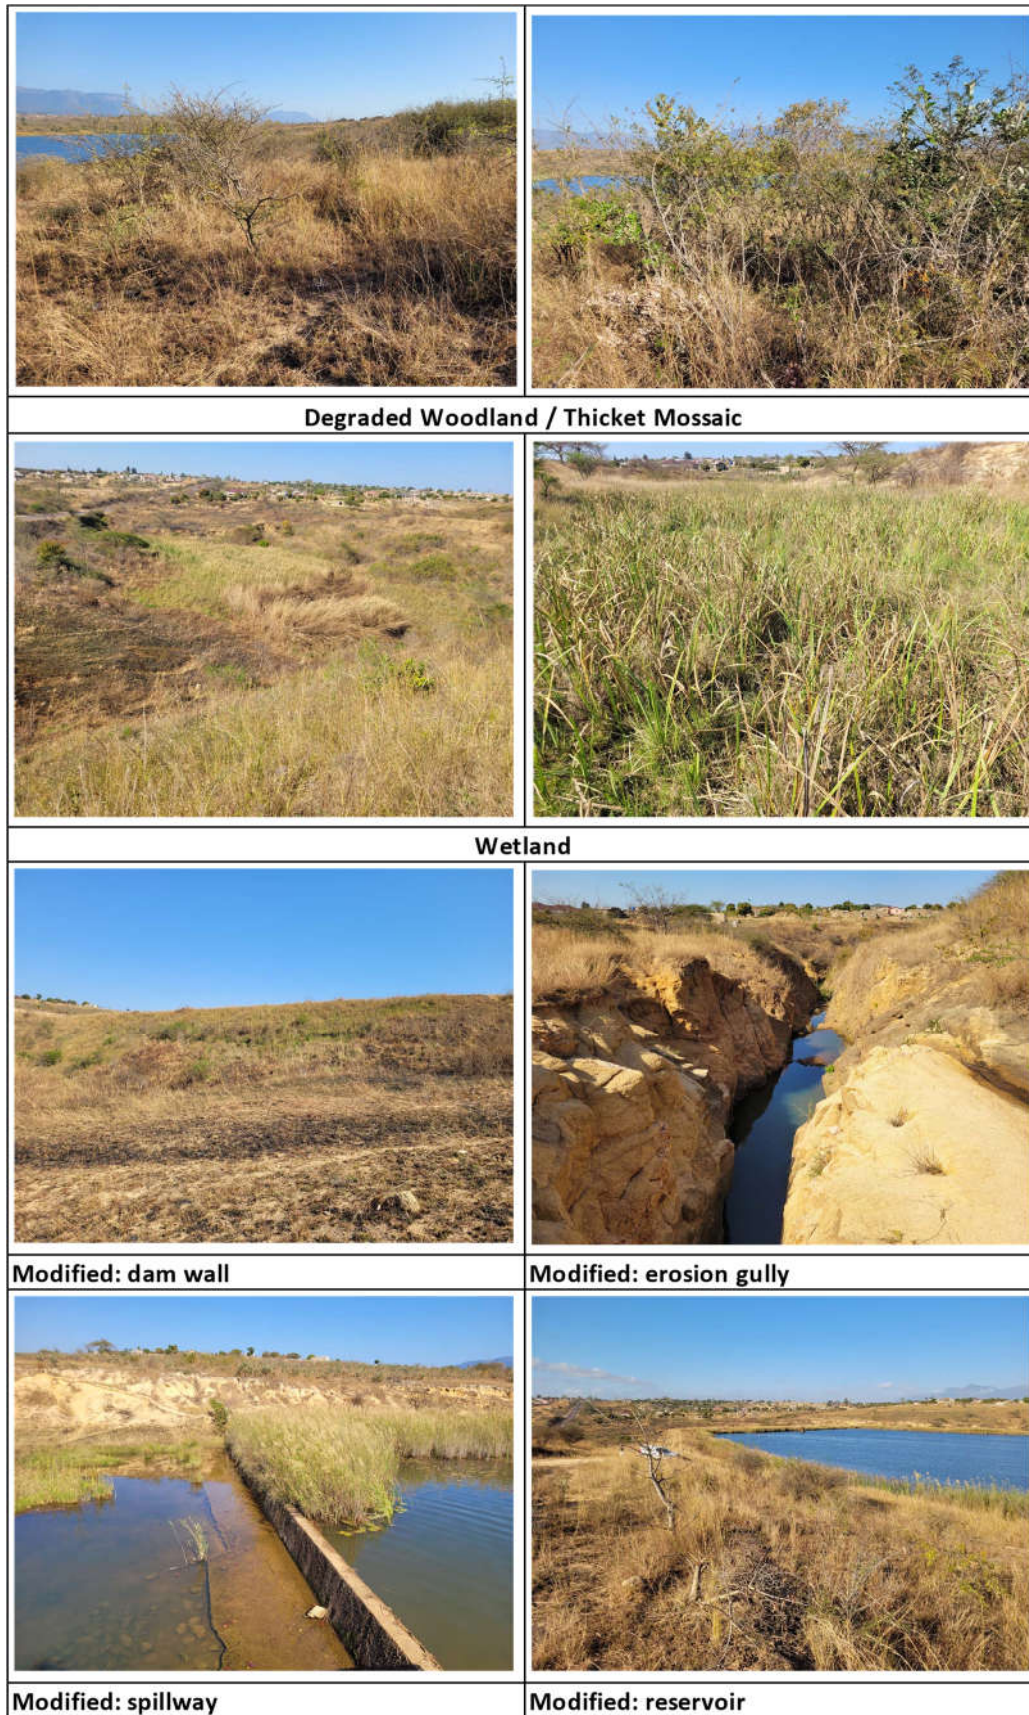 Degraded Woodland / Thicket Mossaic
Wetland
Modified: dam wall
Modified: erosion gully
Modified: spillway
Modified: reservoir